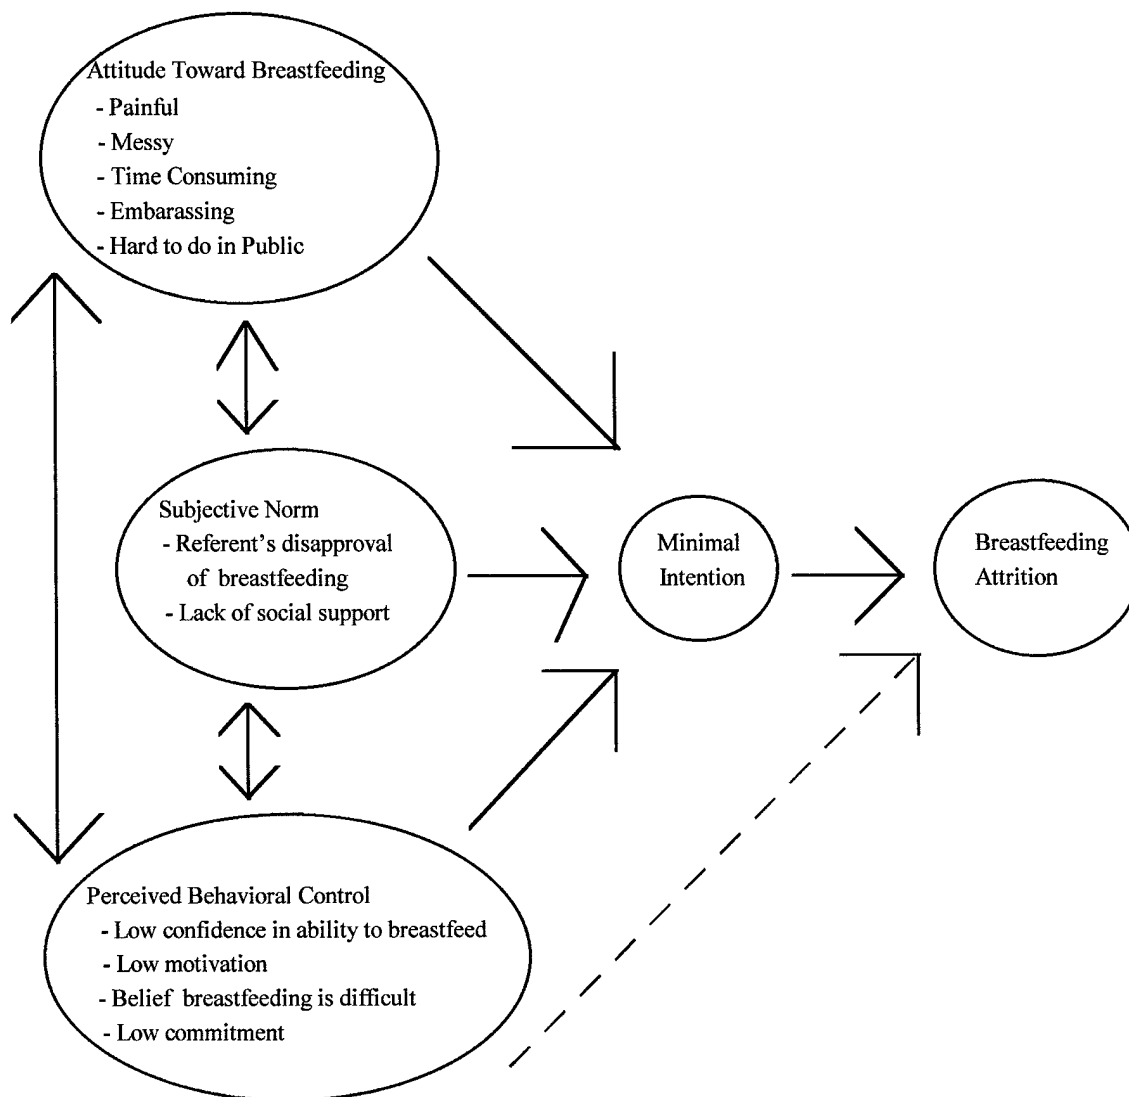 Attitude Toward Breastfeeding
- Painful
- Messy
- Time Consuming
- Embarassing
- Hard to do in Public
Subjective Norm
- Referent's disapproval
of breastfeeding
- Lack of social support
Minimal
Intention
Breastfeeding
Attrition
Perceived Behavioral Control
- Low confidence in ability to breastfeed
- Low motivation
- Belief breastfeeding is difficult
- Low commitment